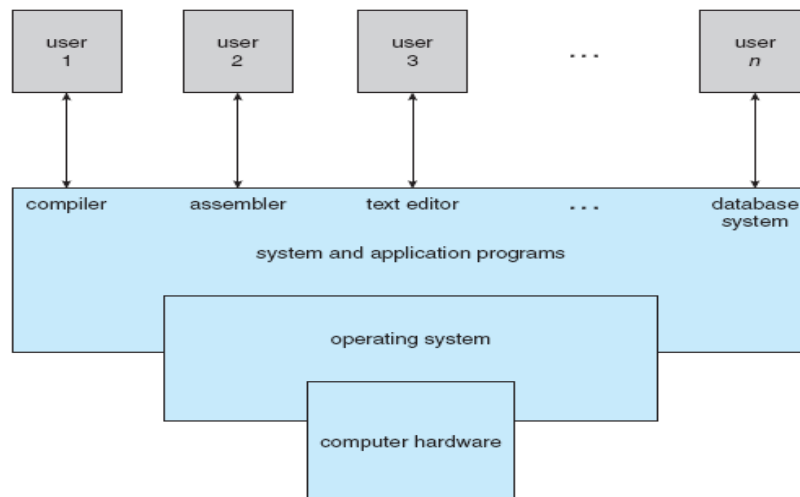 user
1
user
2
user
3
...
user
n
compiler
assembler
text editor
...
database
system
system and application programs
operating system
computer hardware